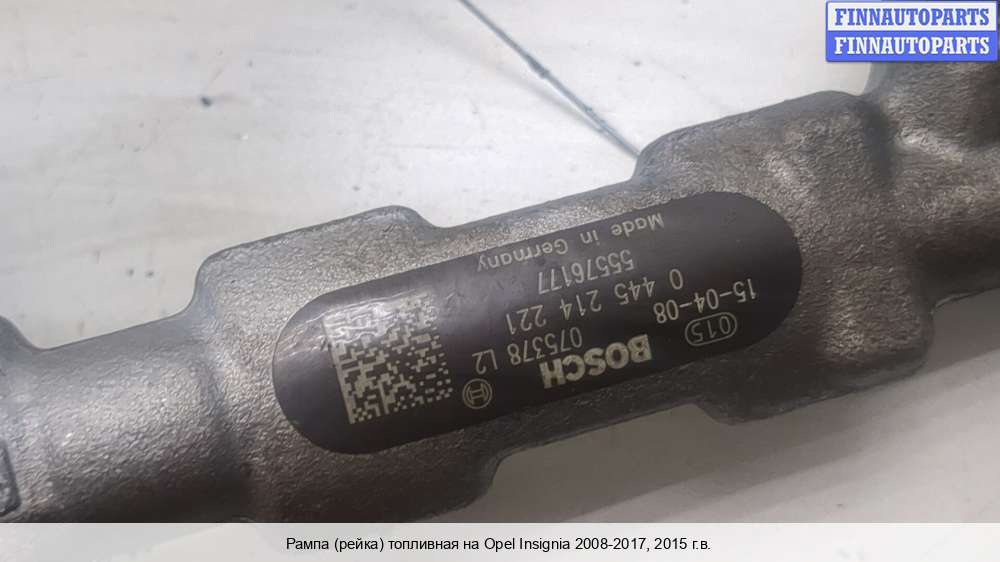 FINNAUTOPARTS
FINNAUTOPARTS
BOSCH
015
075378 L2
15-04-08
0 445 214 221
55576177
Made in Germany
Рампа (рейка) топливная на Opel Insignia 2008-2017, 2015 г.в.